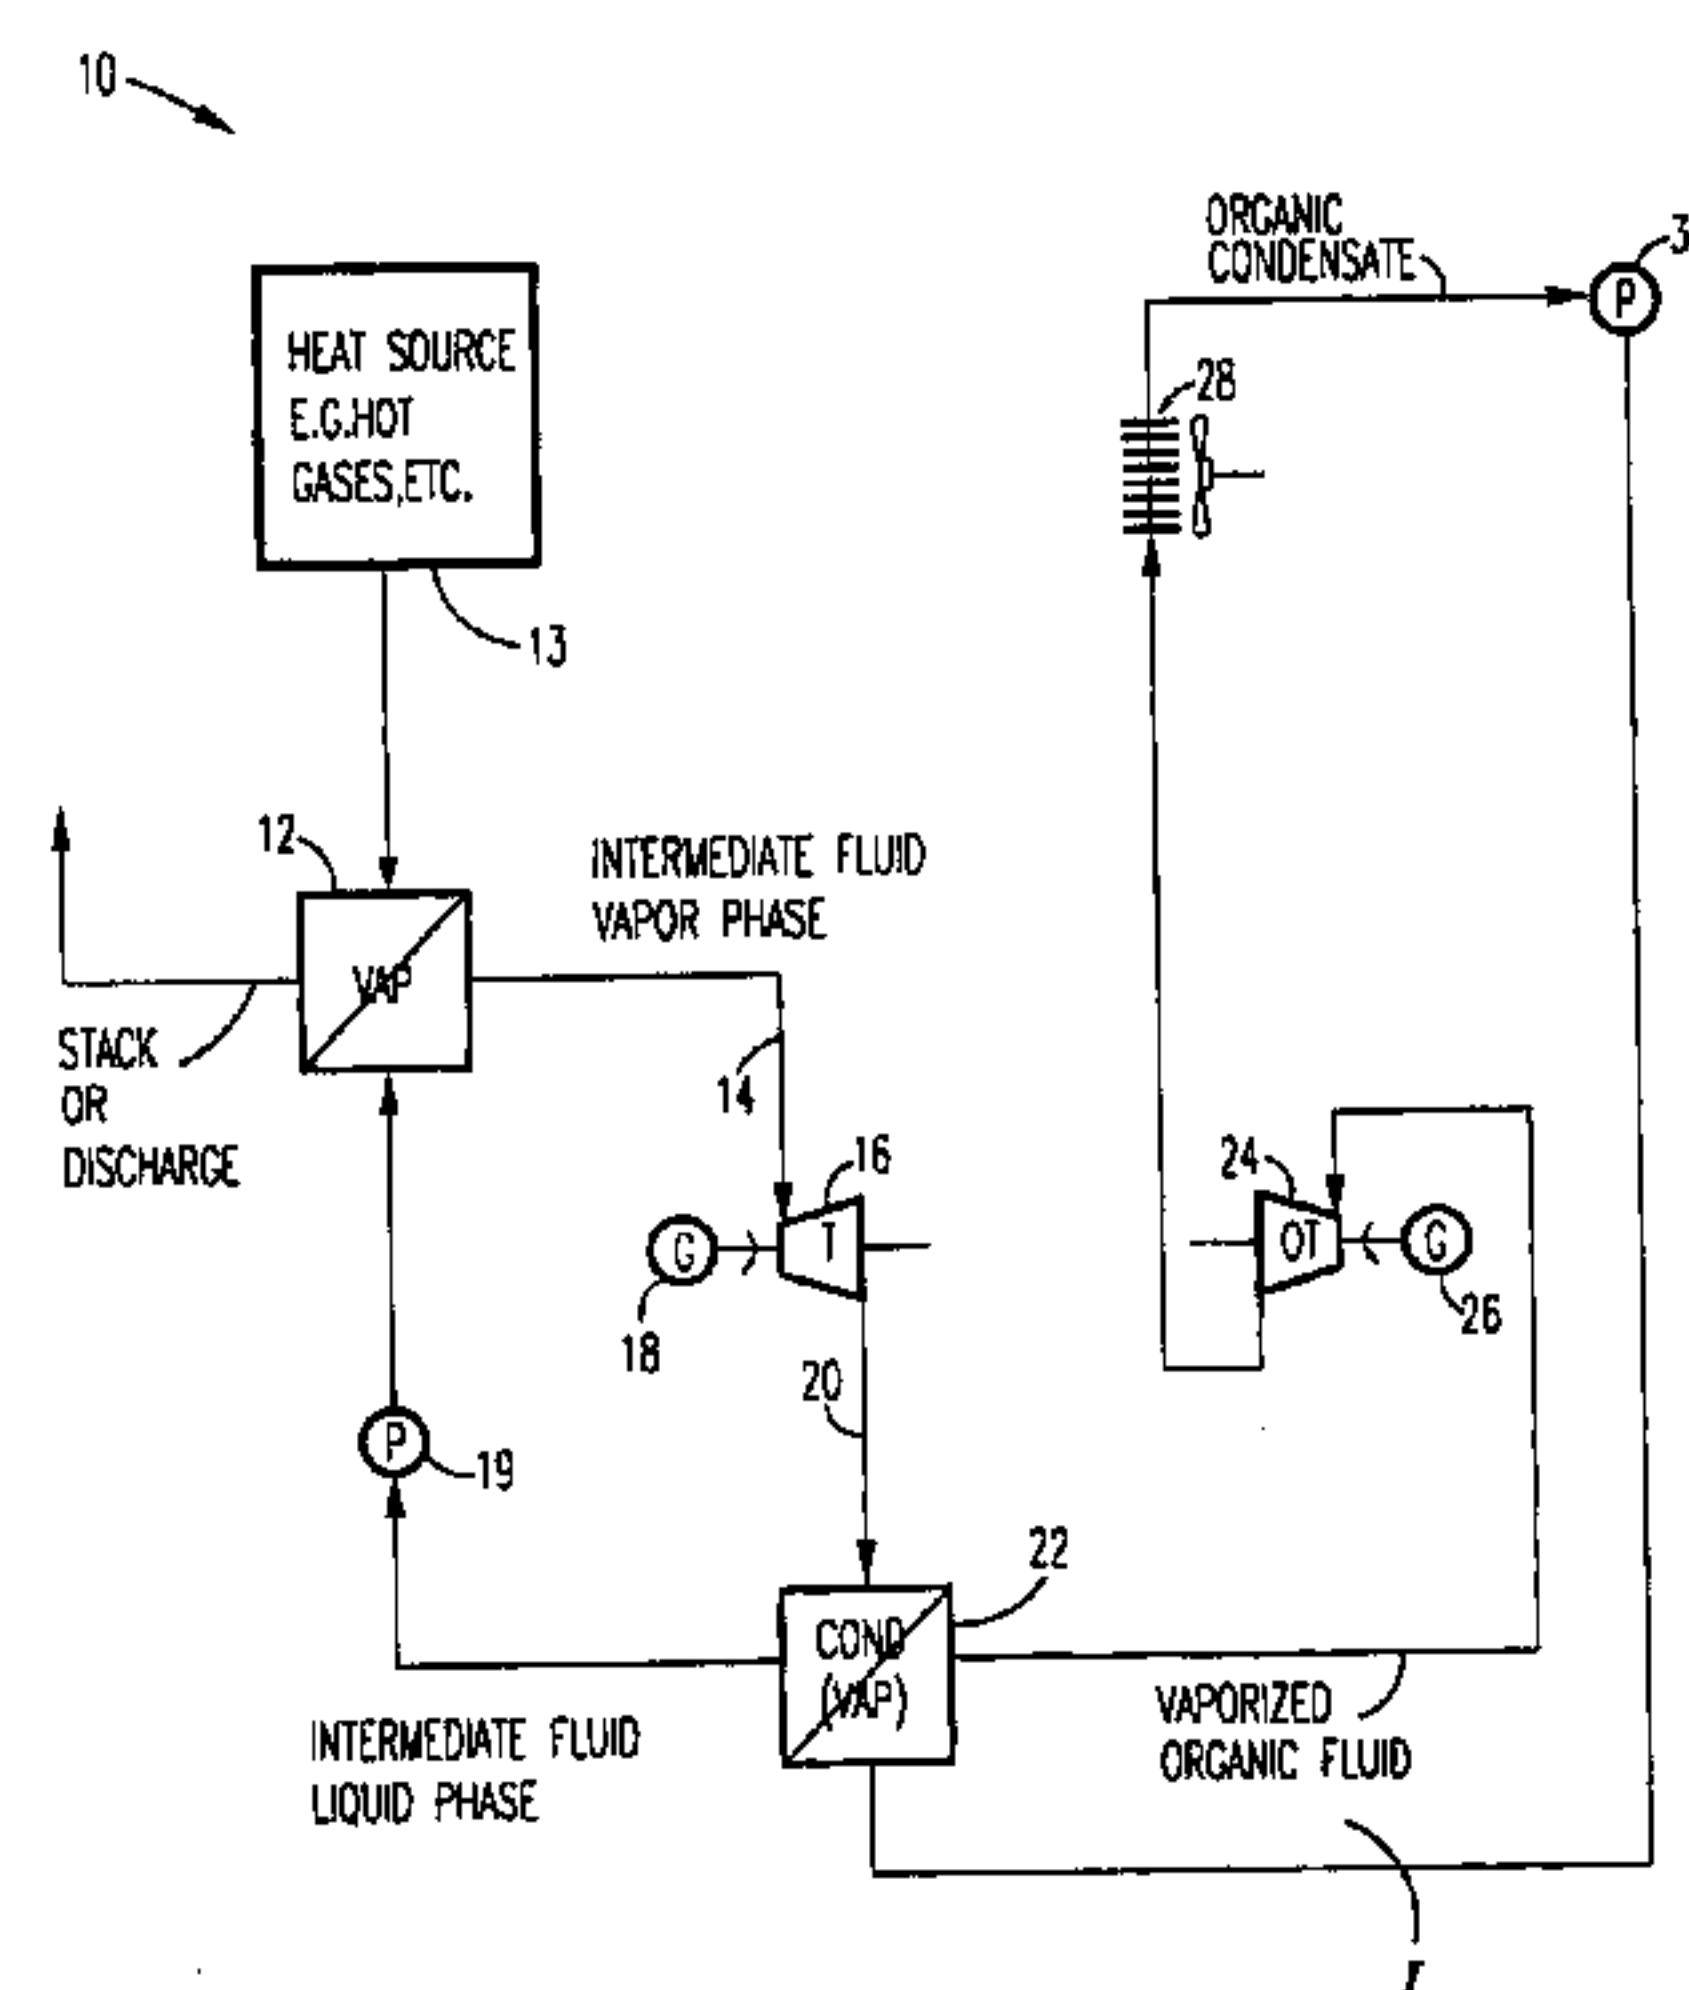 10
ORGANIC
CONDENSATE
3
P
HEAT SOURCE
E.G.HOT
GASES,ETC.
28
13
12
INTERMEDIATE FLUID
VAPOR PHASE
VAP
STACK
OR
DISCHARGE
14
16
24
G
T
OT
G
18
26
20
P
19
22
COND
(VAP)
INTERMEDIATE FLUID
LIQUID PHASE
VAPORIZED
ORGANIC FLUID